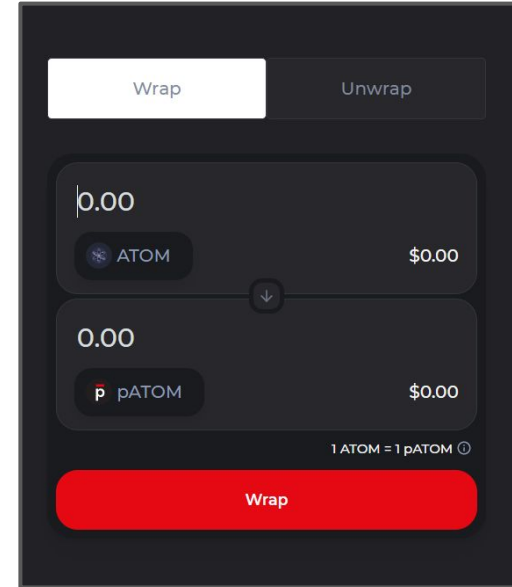 Wrap Unwrap
0.00
ATOM $0.00
0.00
p pATOM $0.00
1 ATOM = 1 pATOM
Wrap